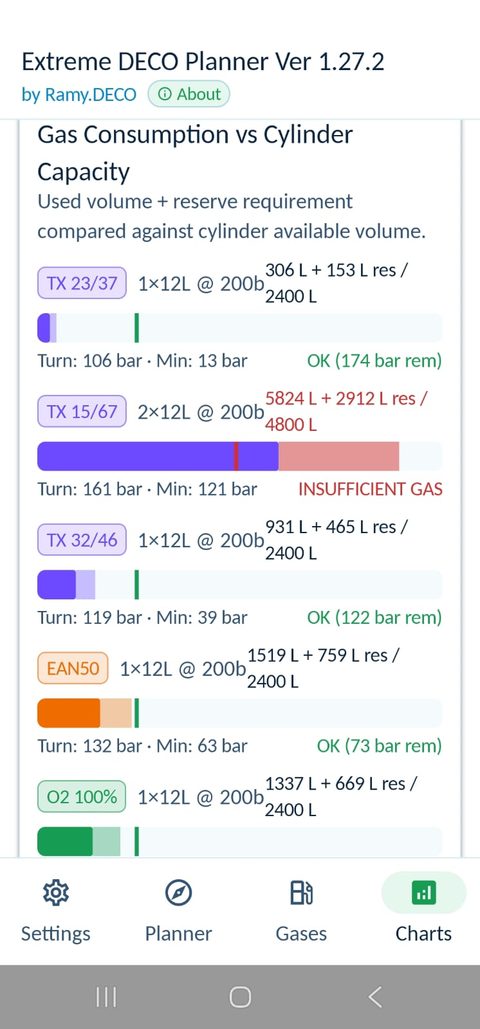 Extreme DECO Planner Ver 1.27.2
by Ramy.DECO About
Gas Consumption vs Cylinder
Capacity
Used volume + reserve requirement
compared against cylinder available volume.
TX 23/37 1×12L @ 200b 306 L + 153 L res /
2400 L
Turn: 106 bar · Min: 13 bar OK (174 bar rem)
TX 15/67 2×12L @ 200b 5824 L + 2912 L res /
4800 L
Turn: 161 bar · Min: 121 bar INSUFFICIENT GAS
TX 32/46 1×12L @ 200b 931 L + 465 L res /
2400 L
Turn: 119 bar · Min: 39 bar OK (122 bar rem)
EAN50 1×12L @ 200b 1519 L + 759 L res /
2400 L
Turn: 132 bar · Min: 63 bar OK (73 bar rem)
O2 100% 1×12L @ 200b 1337 L + 669 L res /
2400 L
Settings Planner Gases Charts